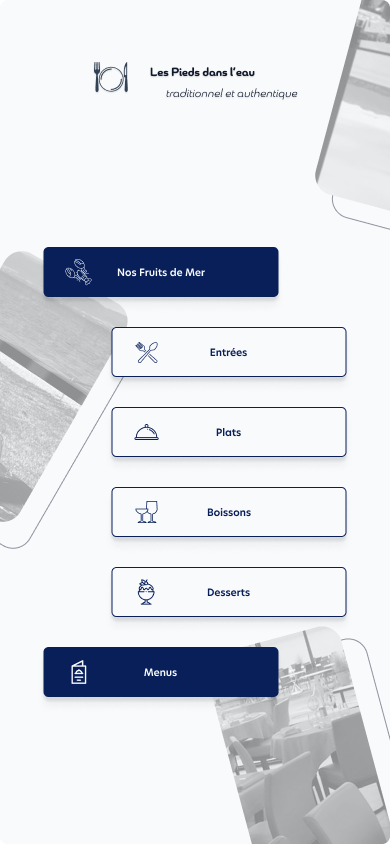 Les Pieds dans l'eau
traditionnel et authentique
Nos Fruits de Mer
Entrées
Plats
Boissons
Desserts
Menus